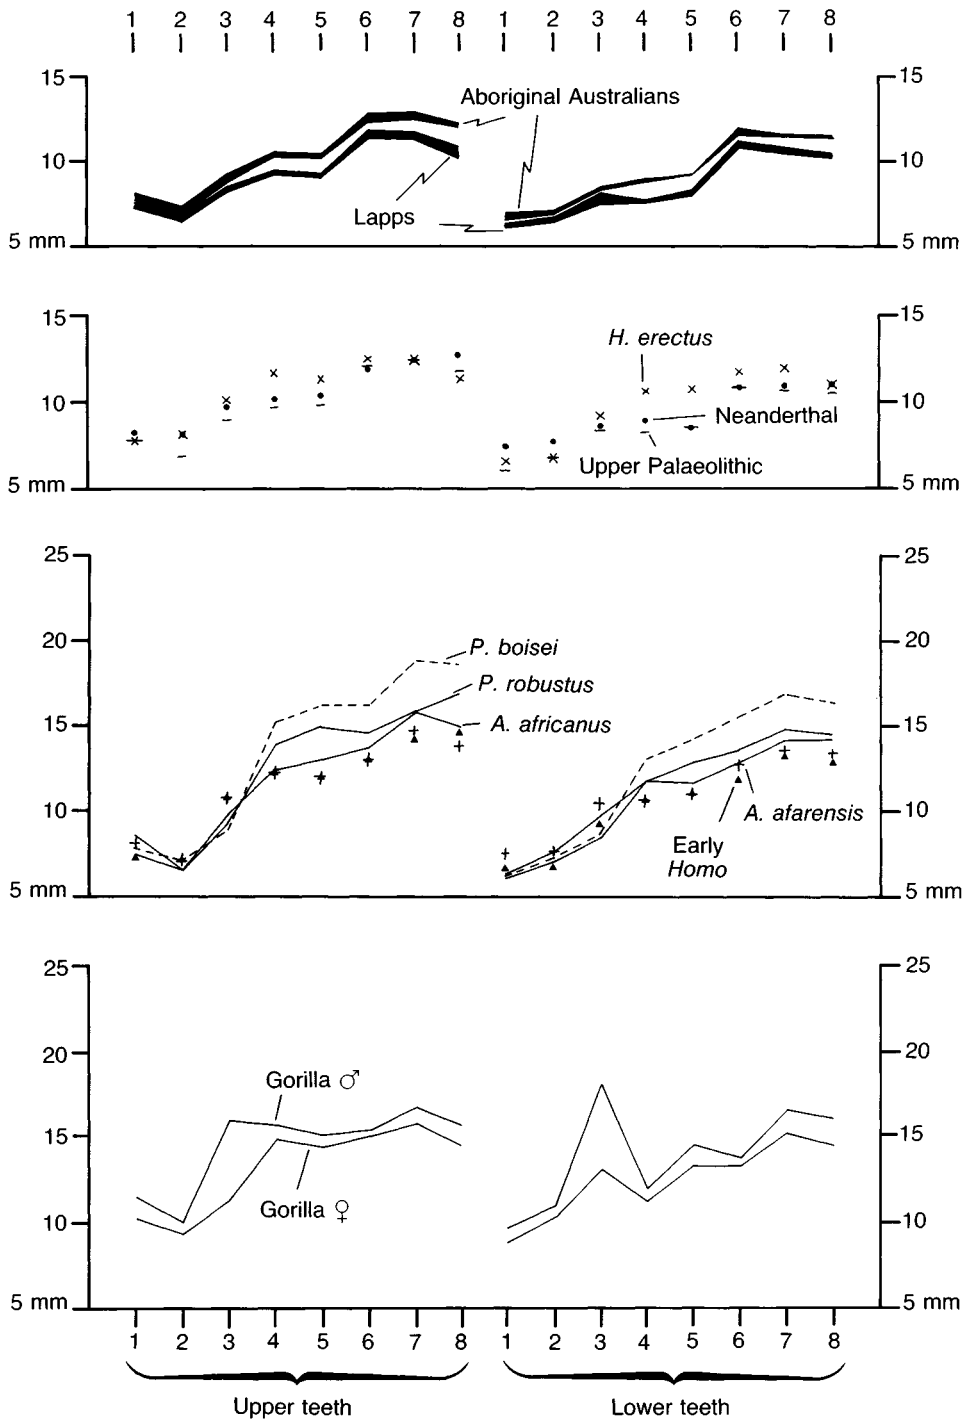 1 2 3 4 5 6 7 8 1 2 3 4 5 6 7 8
15 15
Aboriginal Australians
10 10
Lapps
5 mm 5 mm
15 15
H. erectus
10 10
Neanderthal
Upper Palaeolithic
5 mm 5 mm
25 25
20 20
P. boisei
P. robustus
15 A. africanus 15
10 10
A. afarensis
Early
Homo
5 mm 5 mm
25 25
20 20
Gorilla ♂
15 15
Gorilla ♀
10 10
5 mm 5 mm
1 2 3 4 5 6 7 8 1 2 3 4 5 6 7 8
Upper teeth Lower teeth